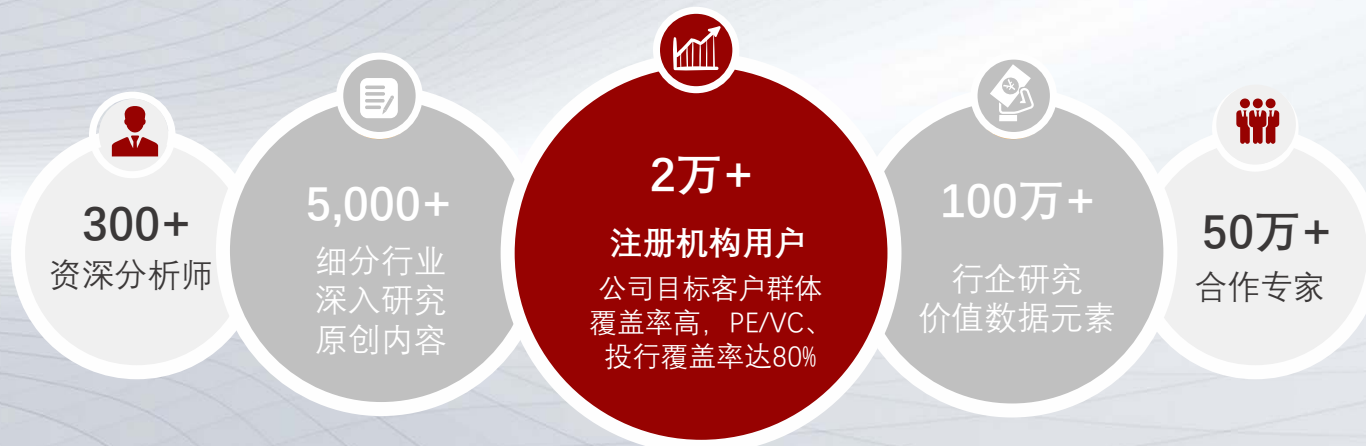 300+
资深分析师
5,000+
细分行业
深入研究
原创内容
2万+
注册机构用户
公司目标客户群体
覆盖率高，PE/VC、
投行覆盖率达80%
100万+
行企研究
价值数据元素
50万+
合作专家